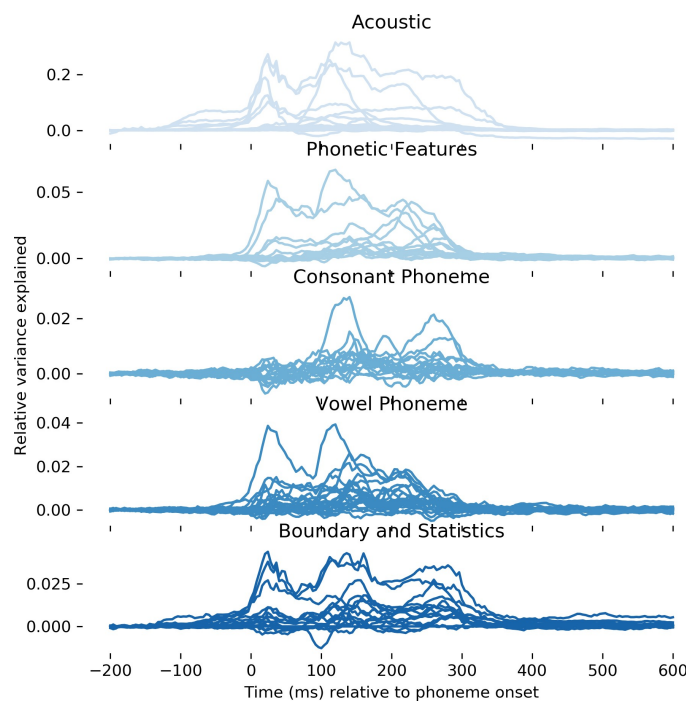 Acoustic
0.2
0.0
Phonetic Features
0.05
0.00
Consonant Phoneme
0.02
0.00
Vowel Phoneme
0.04
0.02
0.00
Boundary and Statistics
0.025
0.000
Relative variance explained
−200 −100 0 100 200 300 400 500 600
Time (ms) relative to phoneme onset